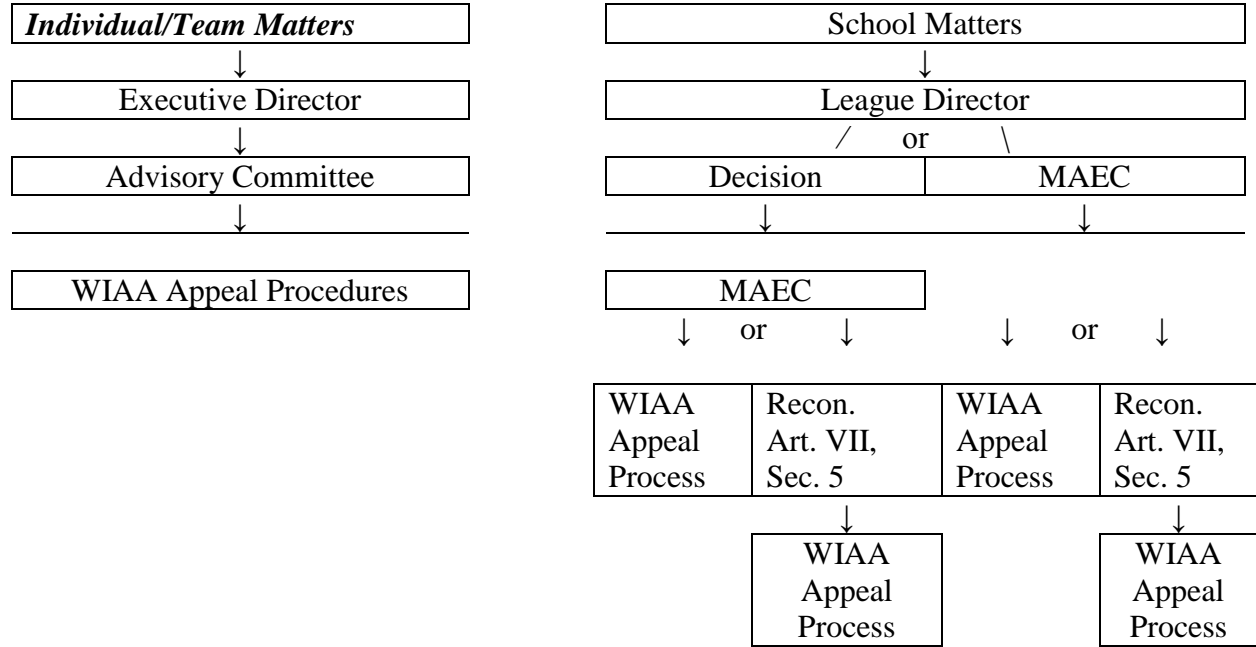 Individual/Team Matters
↓
Executive Director
↓
Advisory Committee
↓
WIAA Appeal Procedures
School Matters
↓
League Director
/ or \
Decision MAEC
↓ ↓
MAEC
↓ or ↓ ↓ or ↓
WIAA
Appeal
Process
Recon.
Art. VII,
Sec. 5
WIAA
Appeal
Process
Recon.
Art. VII,
Sec. 5
↓ ↓
WIAA
Appeal
Process
WIAA
Appeal
Process